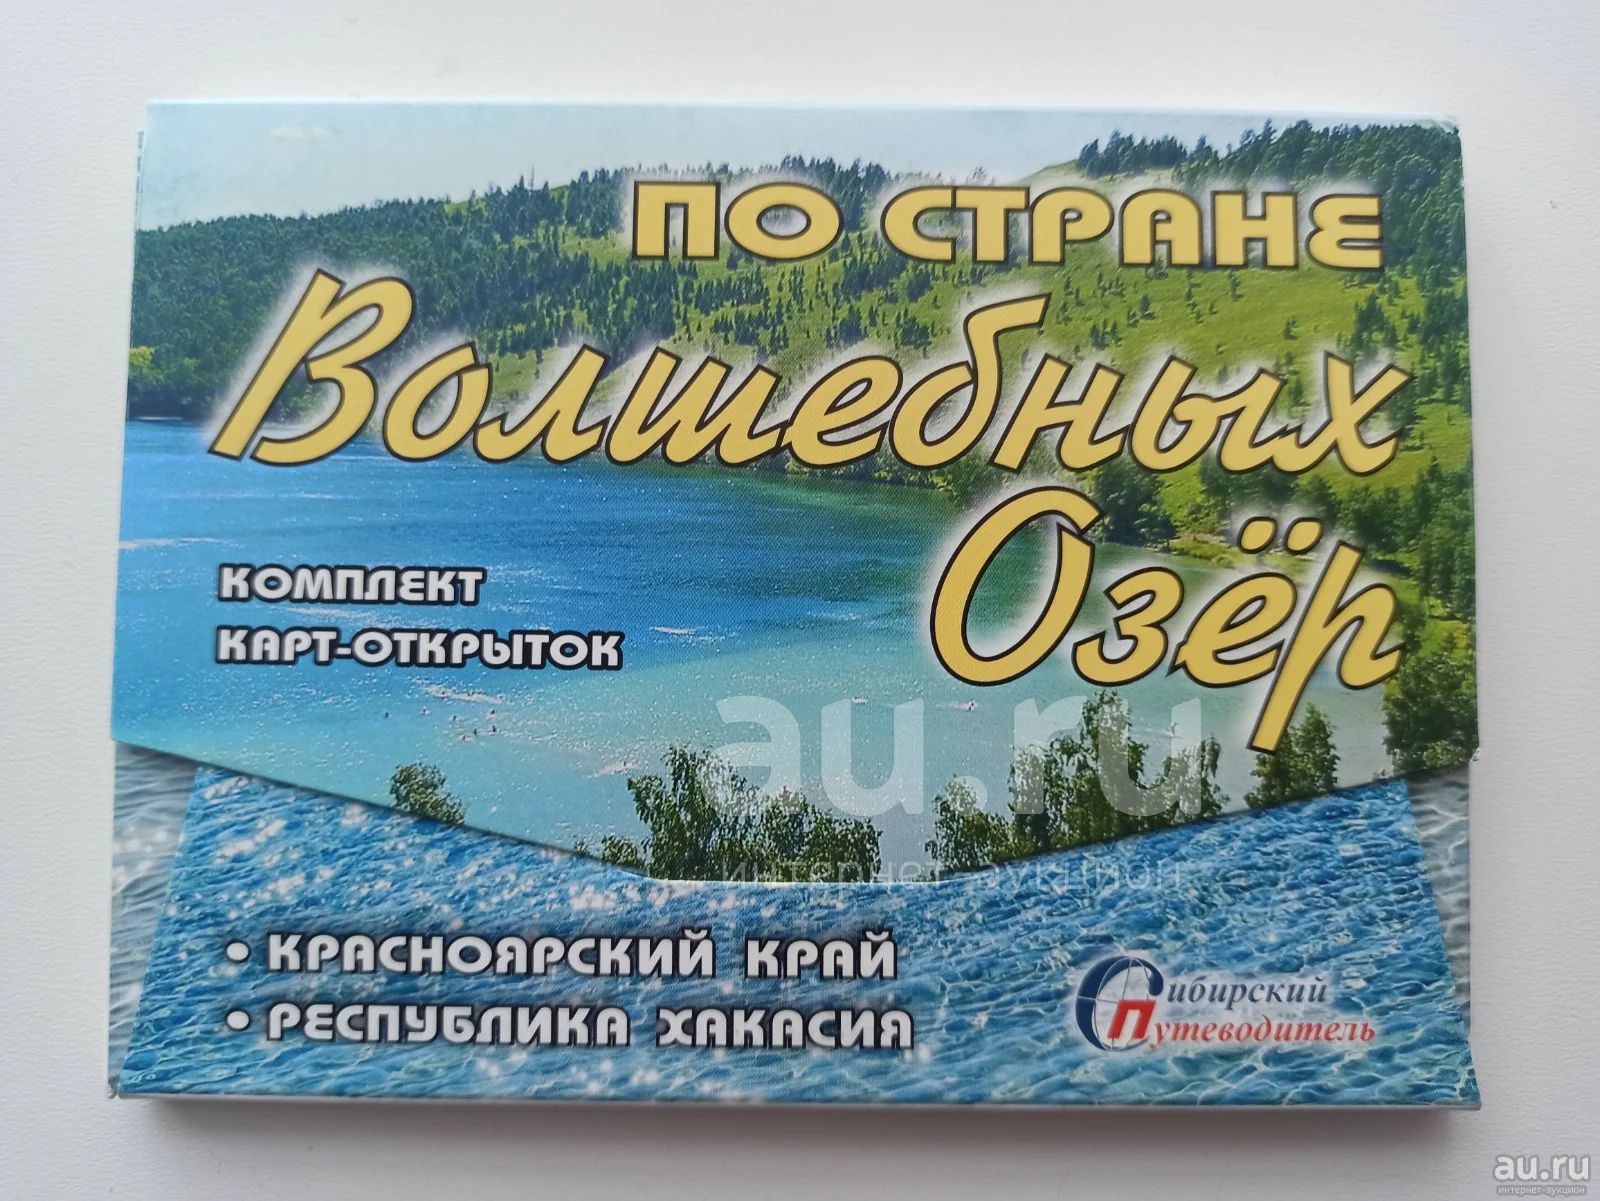 ПО СТРАНЕ
Волшебных
Озёр
КОМПЛЕКТ
КАРТ-ОТКРЫТОК
au.ru
интернет-аукцион
• КРАСНОЯРСКИЙ КРАЙ
• РЕСПУБЛИКА ХАКАСИЯ
Сибирский
Путеводитель
au.ru
интернет-аукцион